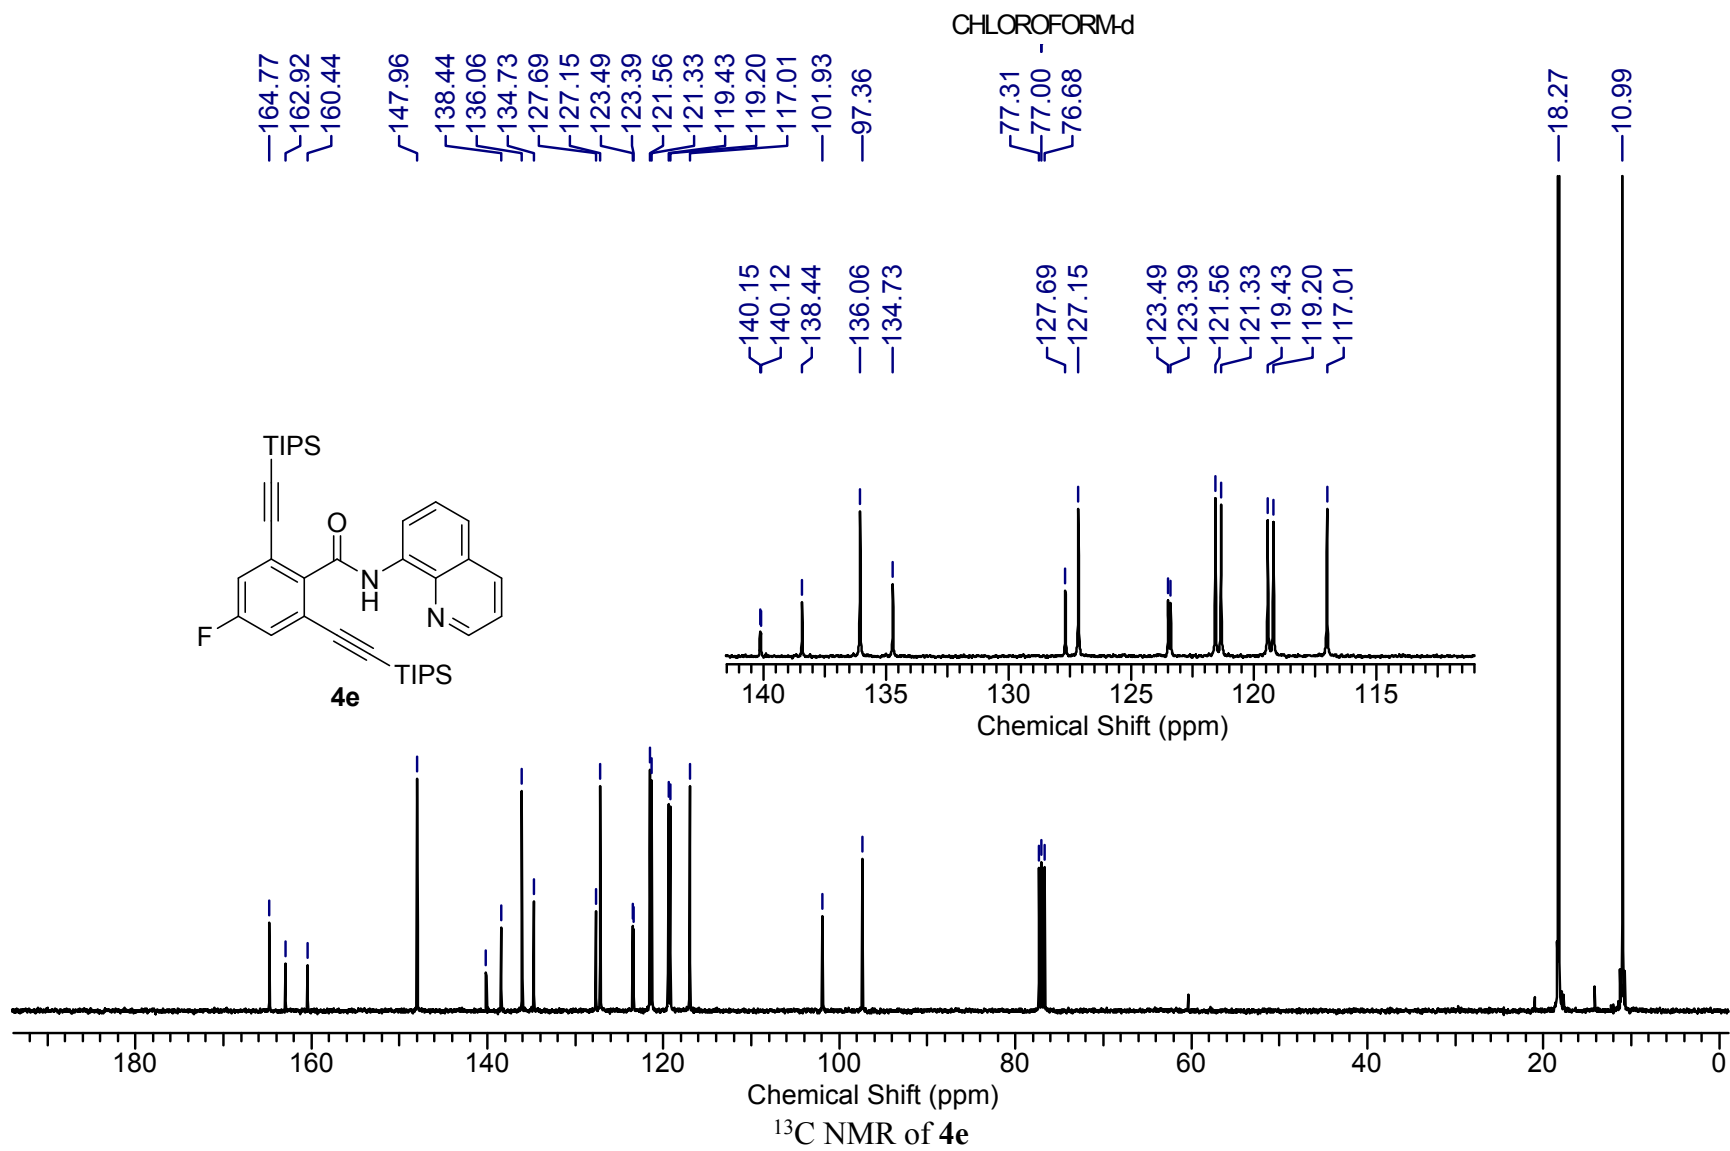 CHLOROFORM-d
164.77
162.92
160.44
147.96
138.44
136.06
134.73
127.69
127.15
123.49
123.39
121.56
121.33
119.43
119.20
117.01
101.93
97.36
77.31
77.00
76.68
18.27
10.99
140.15
140.12
138.44
136.06
134.73
127.69
127.15
123.49
123.39
121.56
121.33
119.43
119.20
117.01
140 135 130 125 120 115
Chemical Shift (ppm)
TIPS
O
N
H
N
F
TIPS
4e
180 160 140 120 100 80 60 40 20 0
Chemical Shift (ppm)
¹³C NMR of 4e